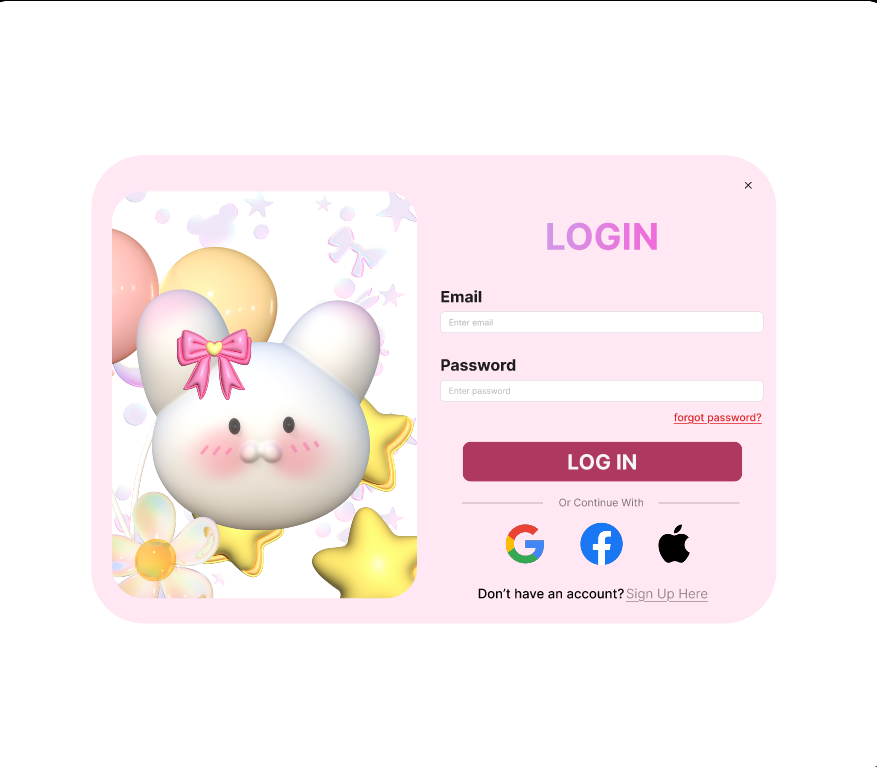 LOGIN
Email
Enter email
Password
Enter password
forgot password?
LOG IN
Or Continue With
Don’t have an account? Sign Up Here